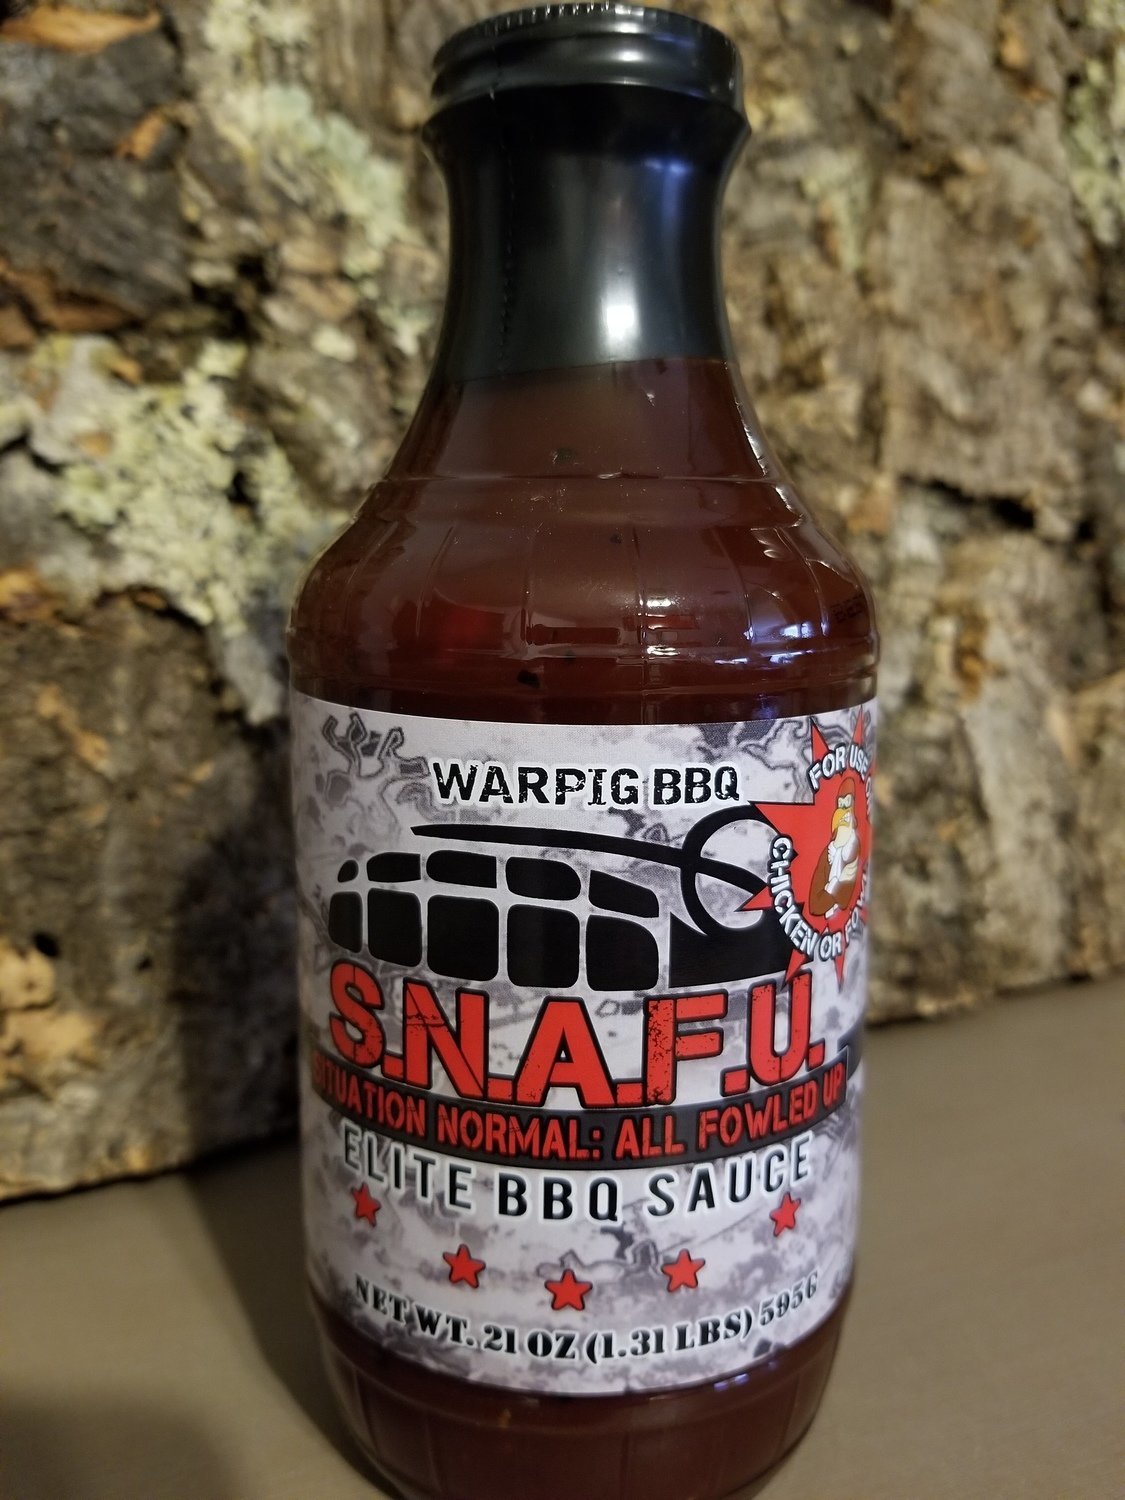 WARPIG BBQ
FOR USE
CHICKEN OR
S.N.A.F.U.
SITUATION NORMAL: ALL FOWLED UP
ELITE BBQ SAUCE
NET WT. 21 OZ (1.31 LBS) 595G